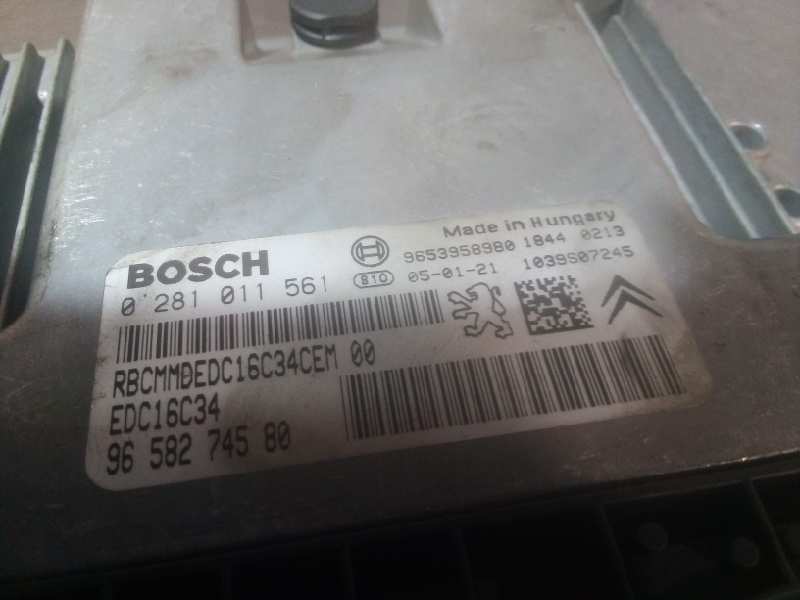 Made in Hungary
BOSCH 9653958980 1844 0213
0 281 011 561 810 05-01-21 1039S07245
RBCMMDEDC16C34CEM 00
EDC16C34
96 582 745 80